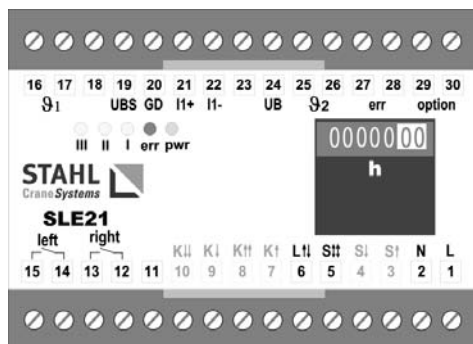 16 17 18 19 20 21 22 23 24 25 26 27 28 29 30
ϑ1 UBS GD I1+ I1- UB ϑ2 err option
III II I err pwr
0000000
h
STAHL
CraneSystems
SLE21
left right
K↓↓ K↓ K↑↑ K↑ L↑↓ S⇈⇊ S↓ S↑ N L
15 14 13 12 11 10 9 8 7 6 5 4 3 2 1